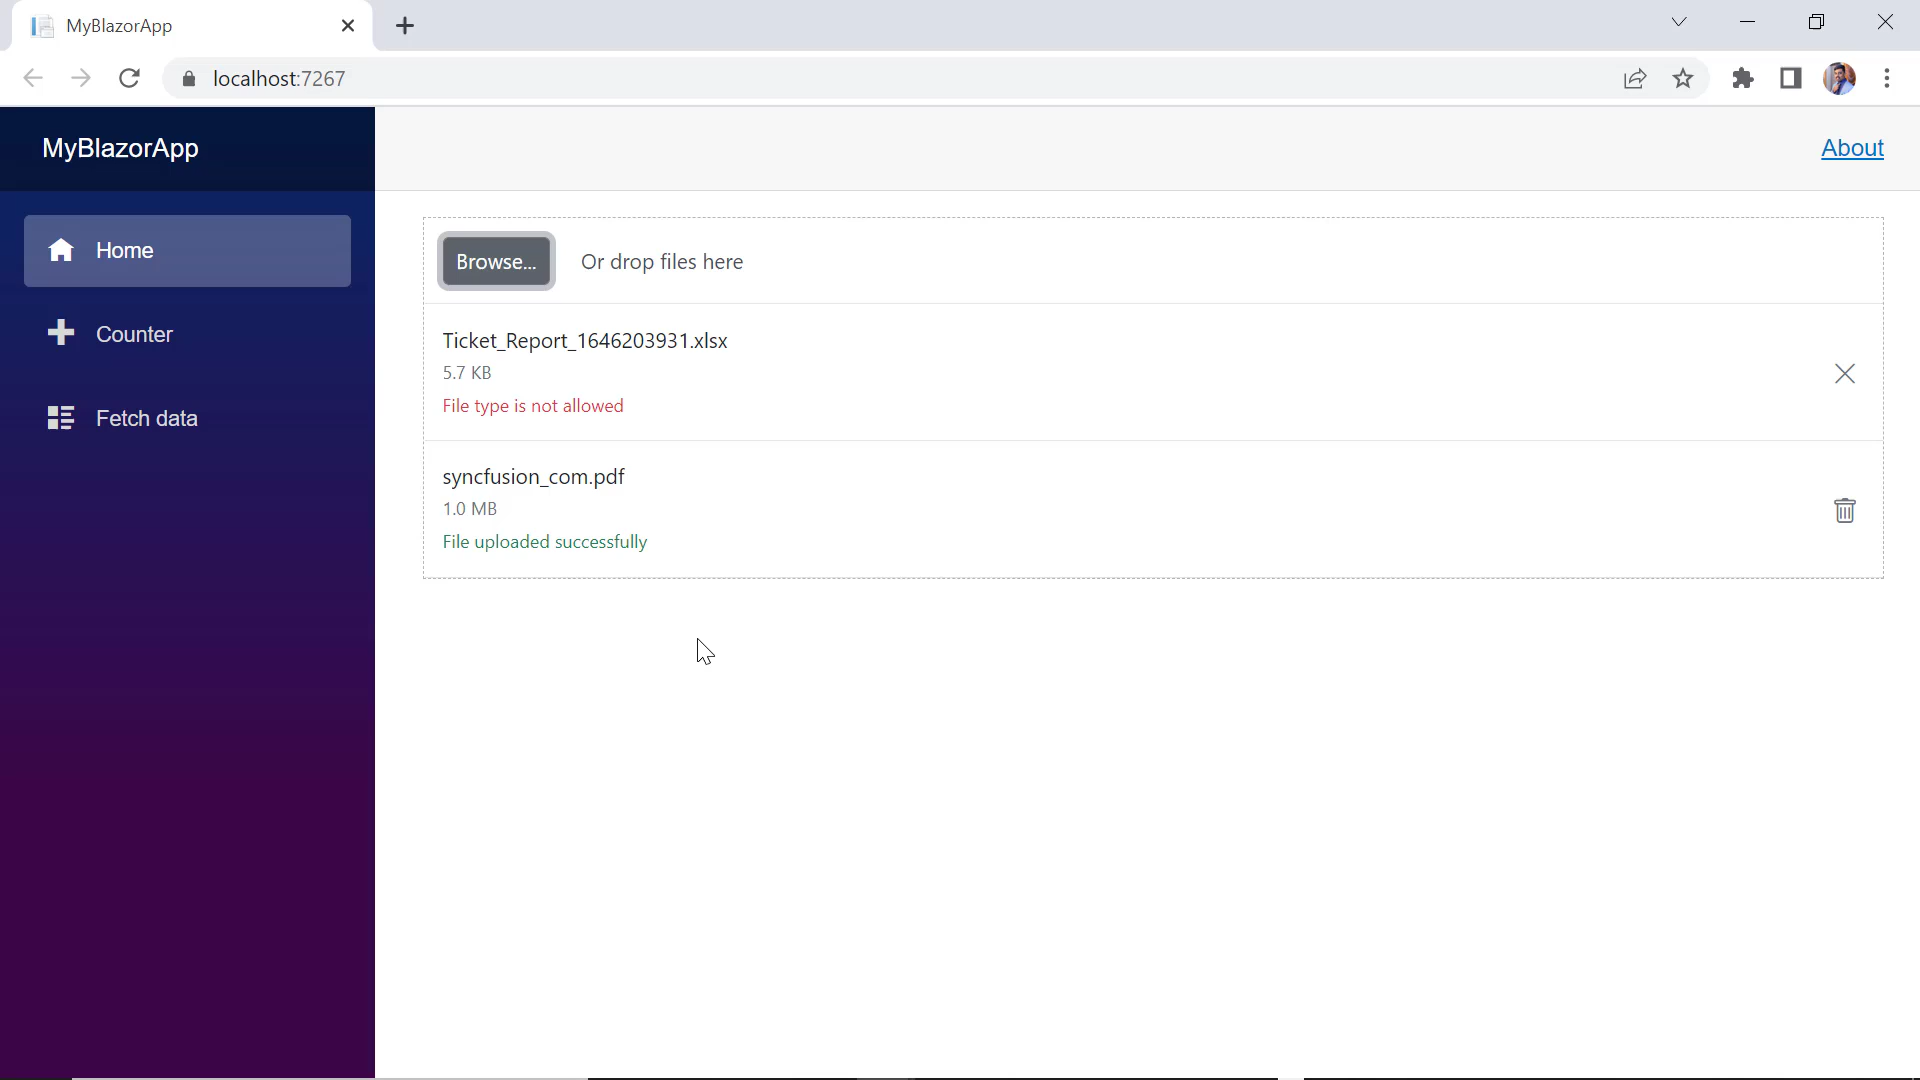 MyBlazorApp
localhost:7267
MyBlazorApp
About
Home
Counter
Fetch data
Browse... Or drop files here
Ticket_Report_1646203931.xlsx
5.7 KB
File type is not allowed
syncfusion_com.pdf
1.0 MB
File uploaded successfully